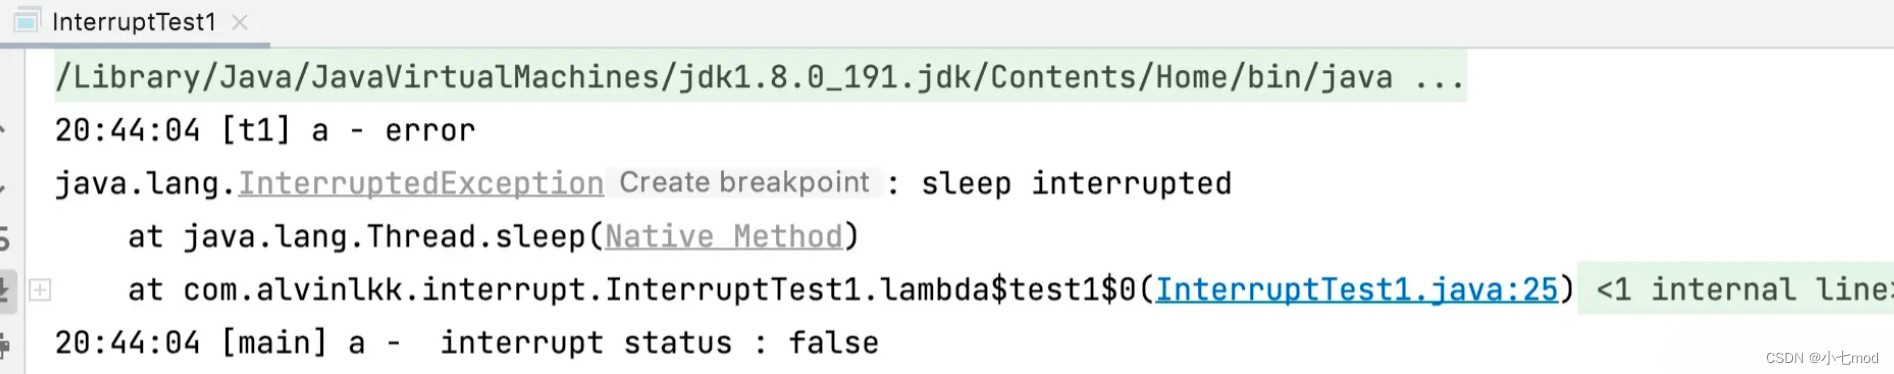 InterruptTest1
/Library/Java/JavaVirtualMachines/jdk1.8.0_191.jdk/Contents/Home/bin/java ...
20:44:04 [t1] a - error
java.lang.InterruptedException Create breakpoint : sleep interrupted
    at java.lang.Thread.sleep(Native Method)
    at com.alvinlkk.interrupt.InterruptTest1.lambda$test1$0(InterruptTest1.java:25) <1 internal line>
20:44:04 [main] a -  interrupt status : false
CSDN @小七mod